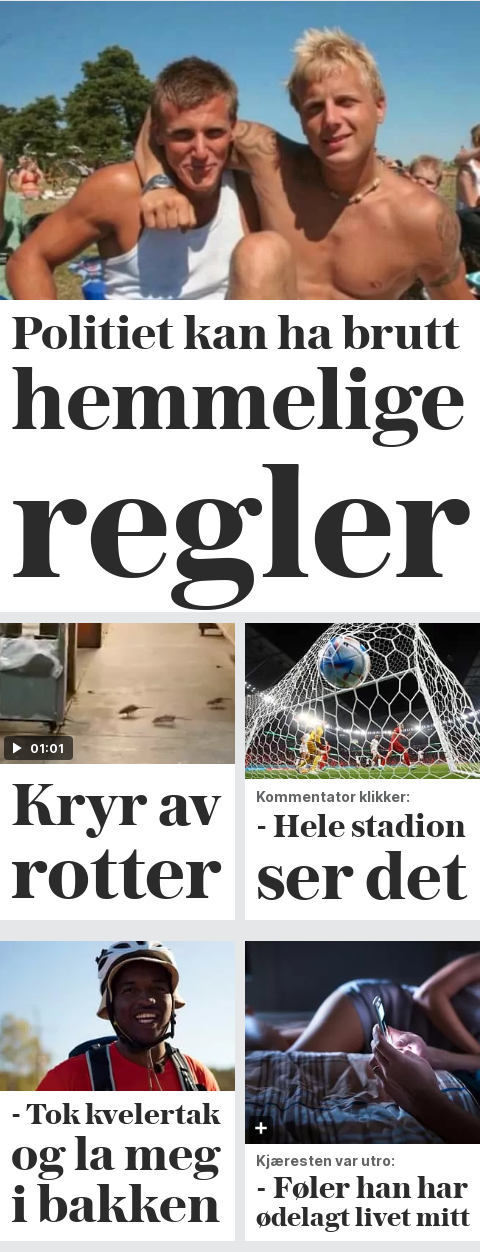 Politiet kan ha brutt
hemmelige
regler
01:01
Kryr av
rotter
Kommentator klikker:
- Hele stadion
ser det
- Tok kvelertak
og la meg
i bakken
Kjæresten var utro:
- Føler han har
ødelagt livet mitt